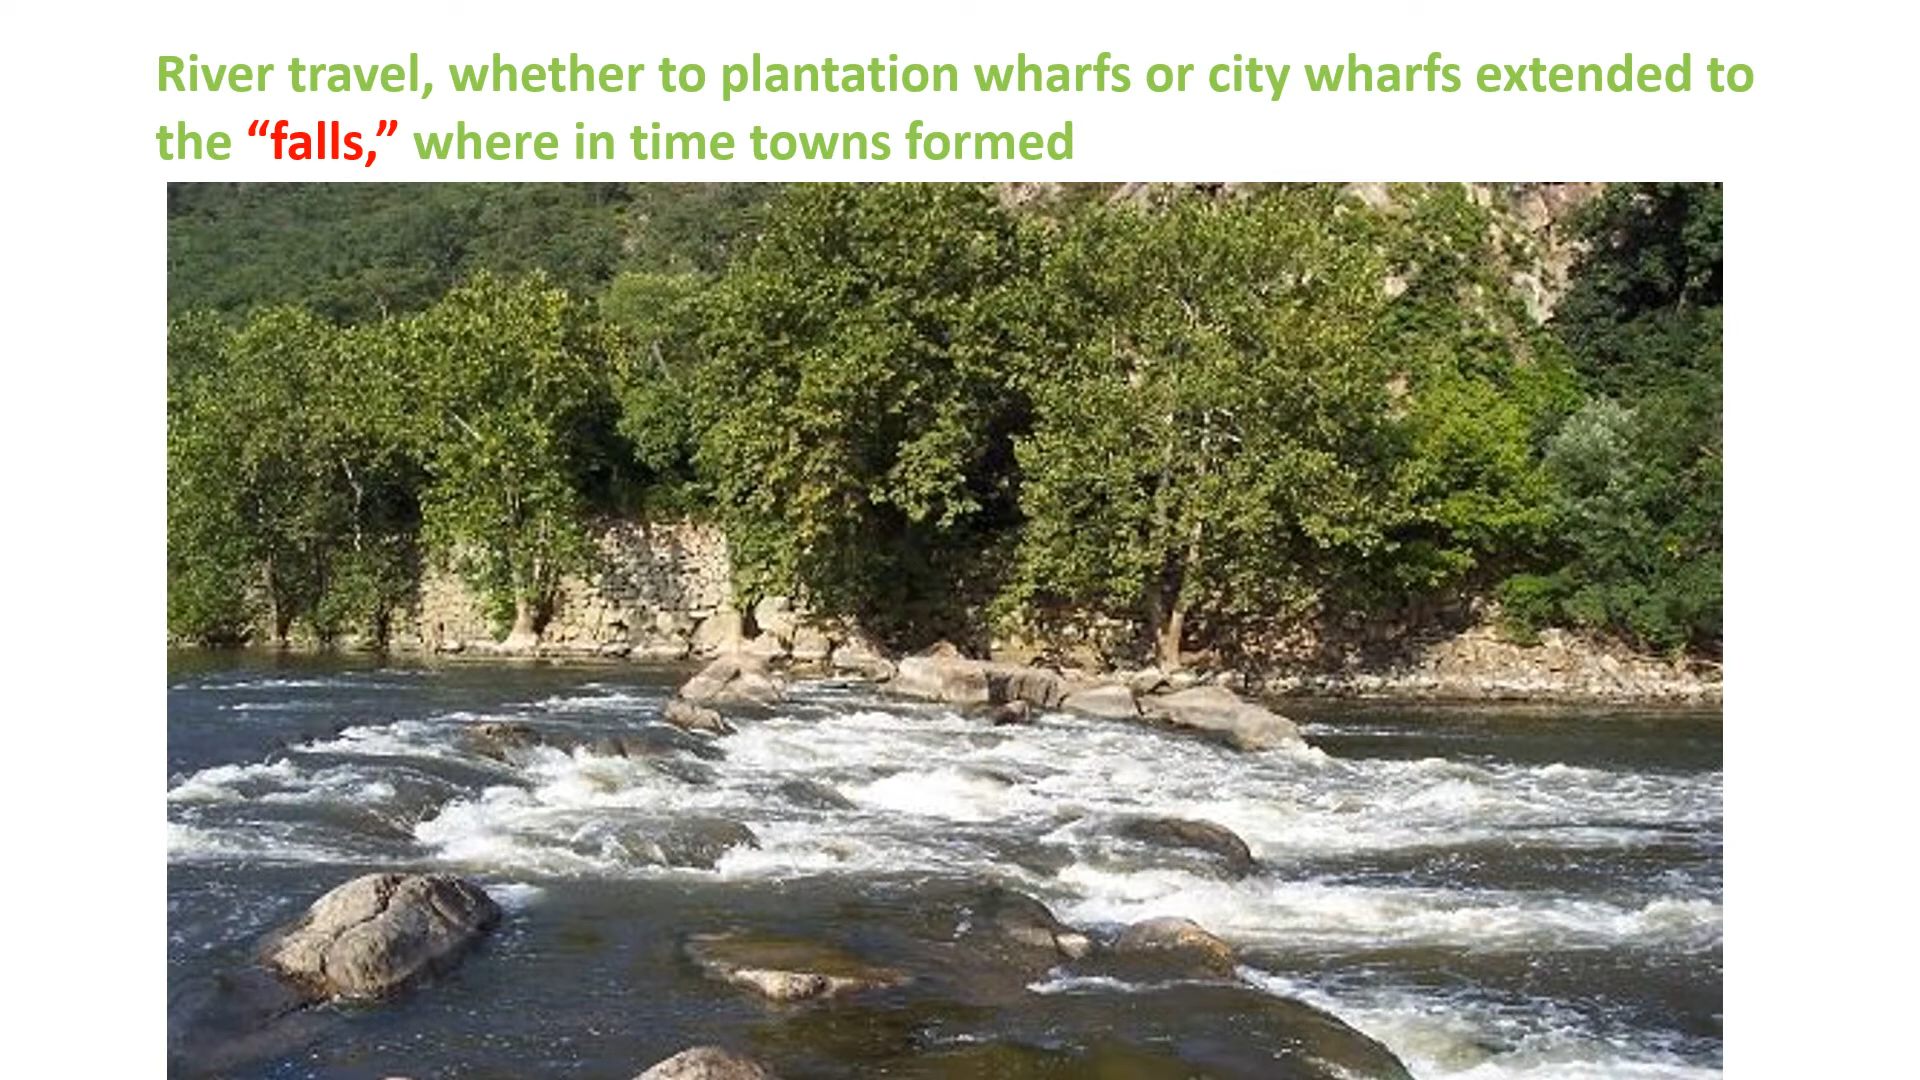 River travel, whether to plantation wharfs or city wharfs extended to
the “falls,” where in time towns formed